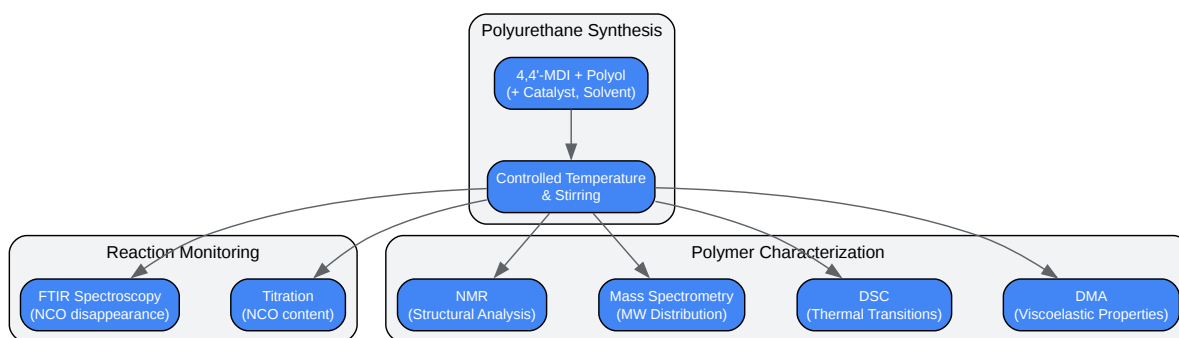 Polyurethane Synthesis
4,4'-MDI + Polyol
(+ Catalyst, Solvent)
Controlled Temperature
& Stirring
Reaction Monitoring
FTIR Spectroscopy
(NCO disappearance)
Titration
(NCO content)
Polymer Characterization
NMR
(Structural Analysis)
Mass Spectrometry
(MW Distribution)
DSC
(Thermal Transitions)
DMA
(Viscoelastic Properties)